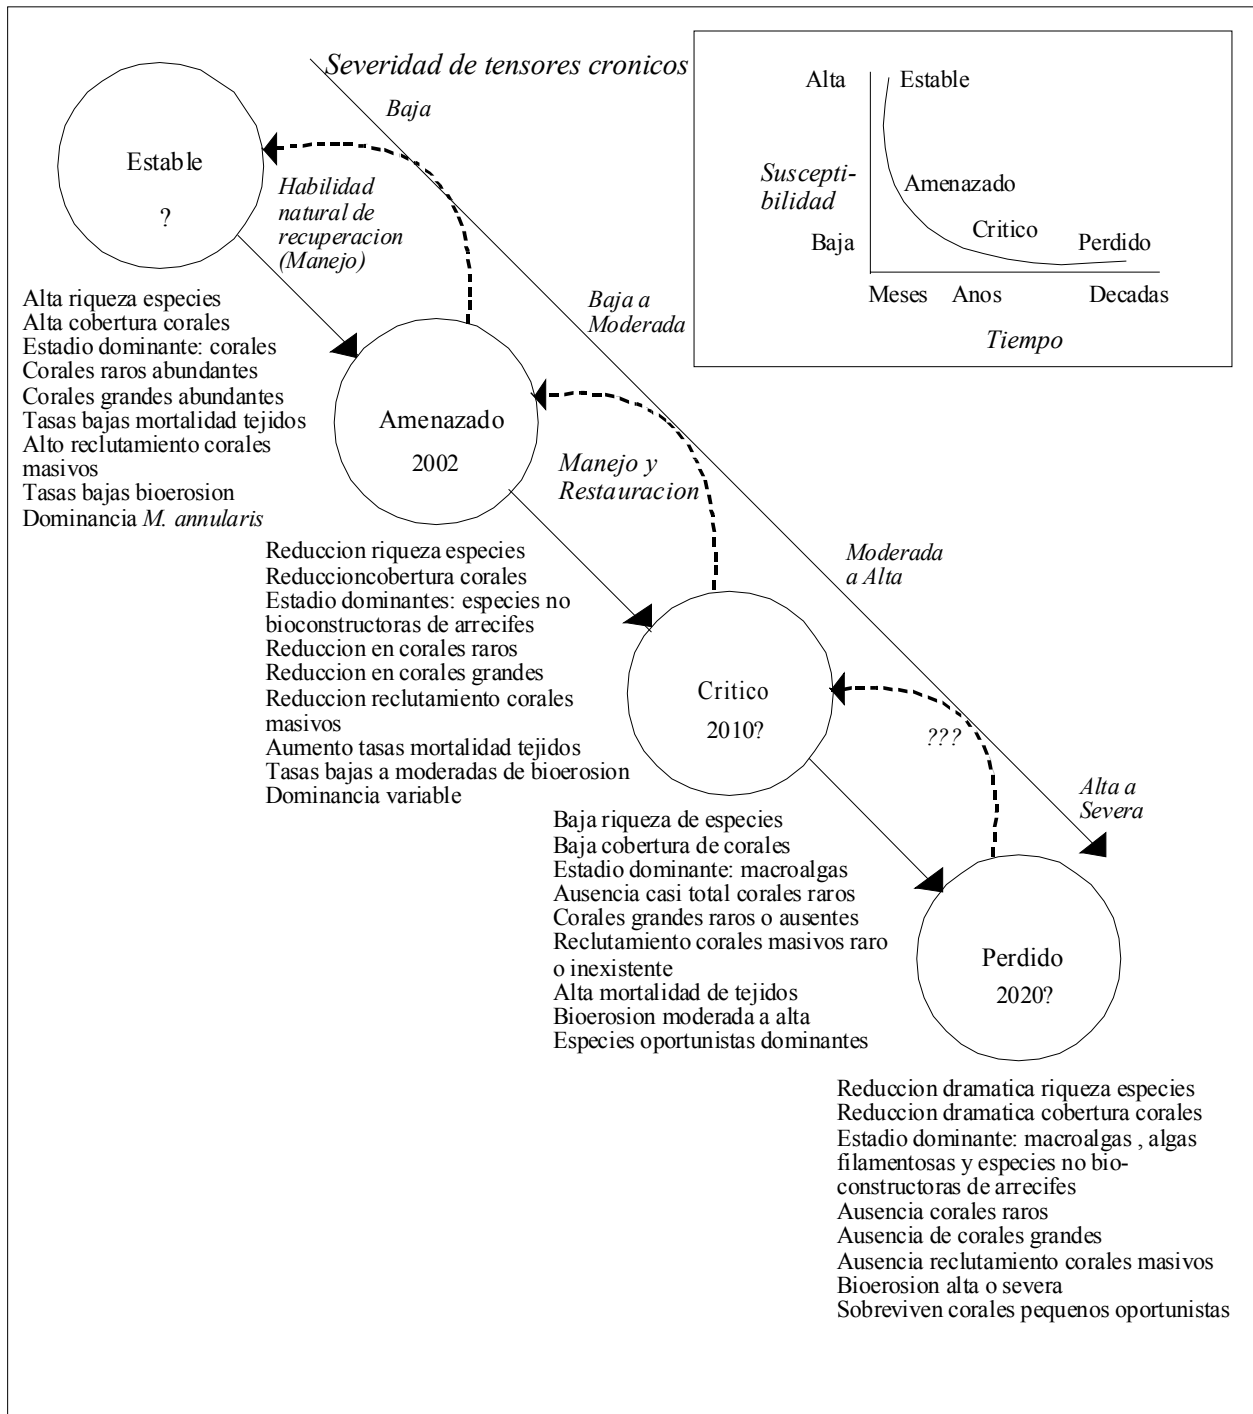 Severidad de tensores cronicos
Baja
Estable
?
Habilidad
natural de
recuperacion
(Manejo)
Alta riqueza especies
Alta cobertura corales
Estadio dominante: corales
Corales raros abundantes
Corales grandes abundantes
Tasas bajas mortalidad tejidos
Alto reclutamiento corales
masivos
Tasas bajas bioerosion
Dominancia M. annularis
Baja a
Moderada
Amenazado
2002
Manejo y
Restauracion
Reduccion riqueza especies
Reduccioncobertura corales
Estadio dominantes: especies no
bioconstructoras de arrecifes
Reduccion en corales raros
Reduccion en corales grandes
Reduccion reclutamiento corales
masivos
Aumento tasas mortalidad tejidos
Tasas bajas a moderadas de bioerosion
Dominancia variable
Moderada
a Alta
Critico
2010?
???
Baja riqueza de especies
Baja cobertura de corales
Estadio dominante: macroalgas
Ausencia casi total corales raros
Corales grandes raros o ausentes
Reclutamiento corales masivos raro
o inexistente
Alta mortalidad de tejidos
Bioerosion moderada a alta
Especies oportunistas dominantes
Alta a
Severa
Perdido
2020?
Reduccion dramatica riqueza especies
Reduccion dramatica cobertura corales
Estadio dominante: macroalgas , algas
filamentosas y especies no bio-
constructoras de arrecifes
Ausencia corales raros
Ausencia de corales grandes
Ausencia reclutamiento corales masivos
Bioerosion alta o severa
Sobreviven corales pequenos oportunistas
Alta
Estable
Suscepti-
bilidad
Amenazado
Critico
Baja
Perdido
Meses Anos Decadas
Tiempo